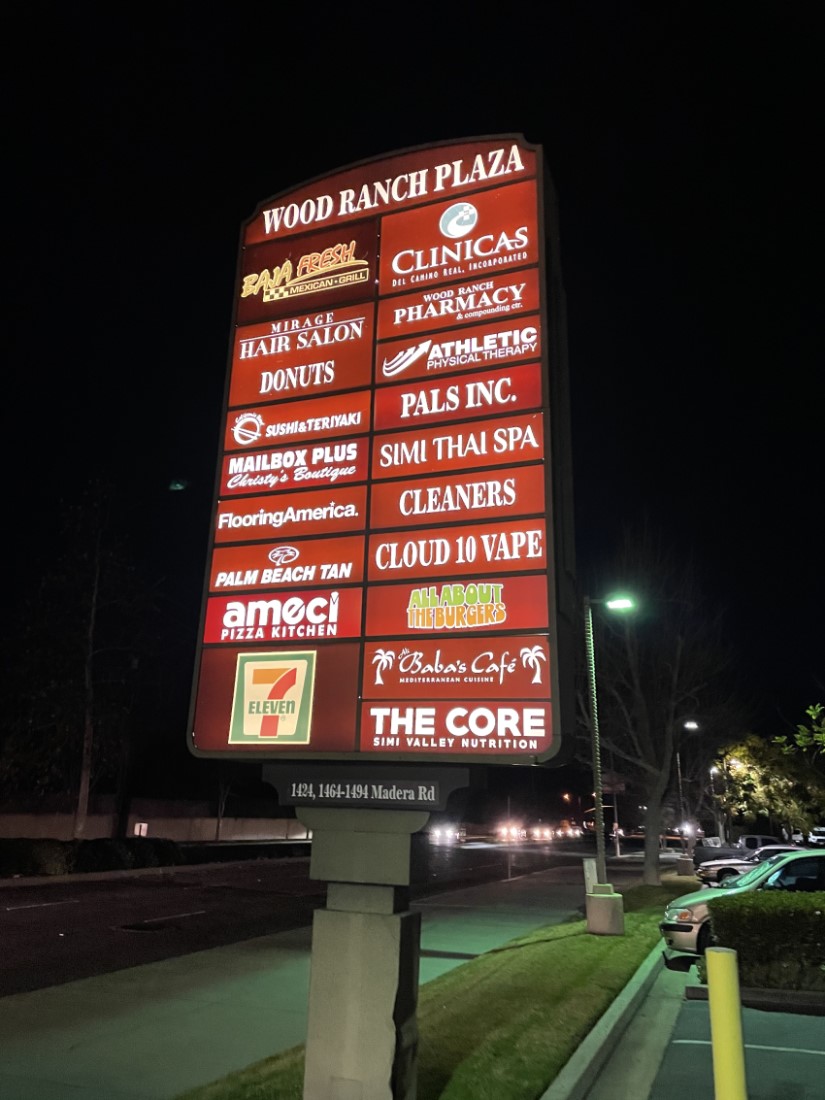 WOOD RANCH PLAZA
BAJA FRESH
MEXICAN • GRILL
MIRAGE
HAIR SALON
DONUTS
SUSHI & TERIYAKI
MAILBOX PLUS
Christy's Boutique
FlooringAmerica.
PALM BEACH TAN
ameci
PIZZA KITCHEN
7
ELEVEN
CLINICAS
DEL CAMINO REAL, INCORPORATED
WOOD RANCH
PHARMACY
& compounding ctr.
ATHLETIC
PHYSICAL THERAPY
PALS INC.
SIMI THAI SPA
CLEANERS
CLOUD 10 VAPE
ALL ABOUT
THE BURGERS
Ali Baba's Café
MEDITERRANEAN CUISINE
THE CORE
SIMI VALLEY NUTRITION
1424, 1464-1494 Madera Rd